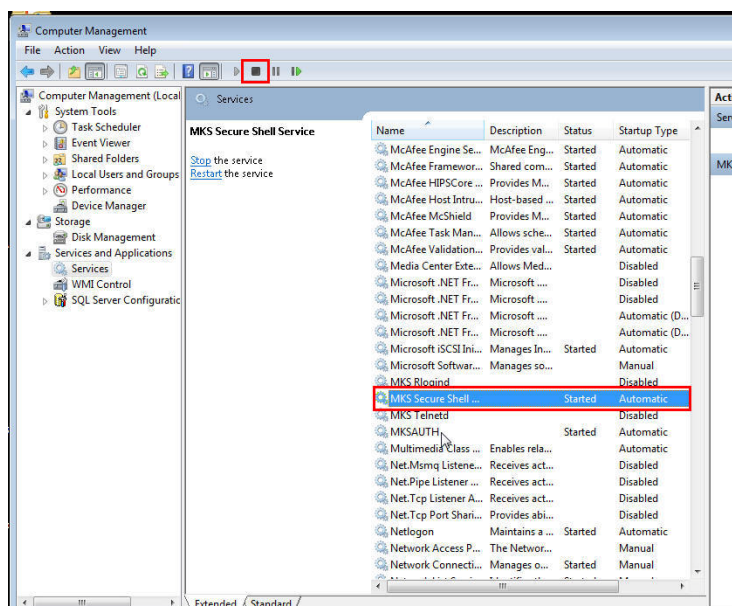 Computer Management
File Action View Help
Computer Management (Local
System Tools
Task Scheduler
Event Viewer
Shared Folders
Local Users and Groups
Performance
Device Manager
Storage
Disk Management
Services and Applications
Services
WMI Control
SQL Server Configuratic
Services
MKS Secure Shell Service
Stop the service
Restart the service
Name Description Status Startup Type
McAfee Engine Se... McAfee Eng... Started Automatic
McAfee Framewor... Shared com... Started Automatic
McAfee HIPSCore ... Provides M... Started Automatic
McAfee Host Intru... Host-based ... Started Automatic
McAfee McShield Provides M... Started Automatic
McAfee Task Man... Allows sche... Started Automatic
McAfee Validation... Provides val... Started Automatic
Media Center Exte... Allows Med... Disabled
Microsoft .NET Fr... Microsoft .... Disabled
Microsoft .NET Fr... Microsoft .... Disabled
Microsoft .NET Fr... Microsoft .... Automatic (D...
Microsoft .NET Fr... Microsoft .... Automatic (D...
Microsoft iSCSI Ini... Manages In... Started Automatic
Microsoft Softwar... Manages so... Manual
MKS Rlogind Disabled
MKS Secure Shell ... Started Automatic
MKS Telnetd Disabled
MKSAUTH Started Automatic
Multimedia Class ... Enables rela... Automatic
Net.Msmq Listene... Receives act... Disabled
Net.Pipe Listener ... Receives act... Disabled
Net.Tcp Listener A... Receives act... Disabled
Net.Tcp Port Shari... Provides abi... Disabled
Netlogon Maintains a ... Started Automatic
Network Access P... The Networ... Manual
Network Connecti... Manages o... Started Manual
Extended Standard
Act
Ser
MK